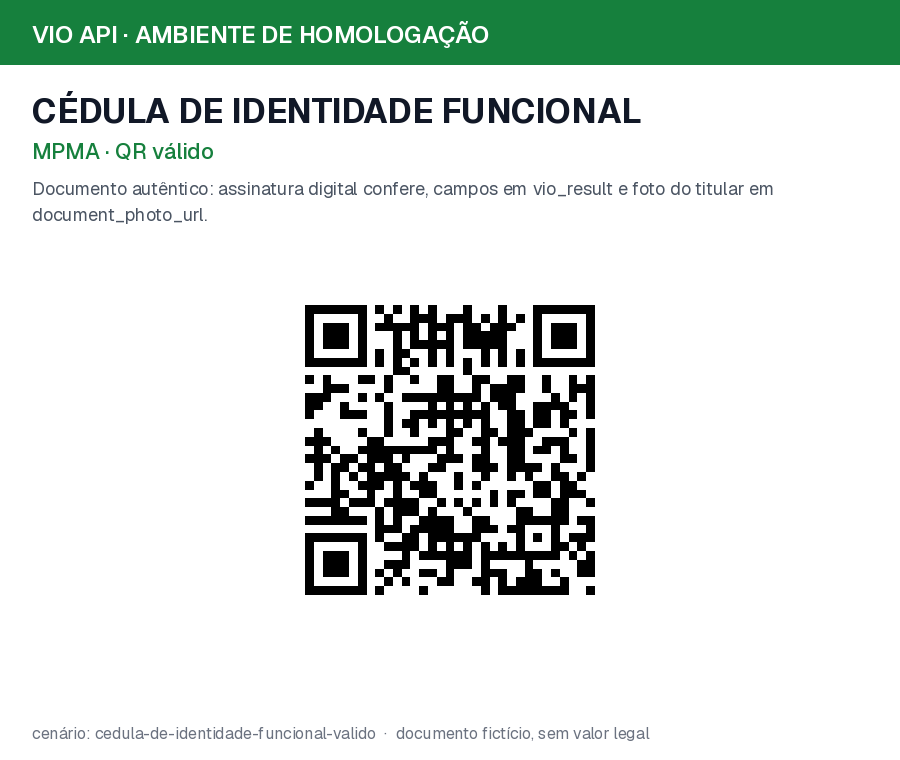 VIO API · AMBIENTE DE HOMOLOGAÇÃO
CÉDULA DE IDENTIDADE FUNCIONAL
MPMA · QR válido
Documento autêntico: assinatura digital confere, campos em vio_result e foto do titular em
document_photo_url.
cenário: cedula-de-identidade-funcional-valido · documento fictício, sem valor legal